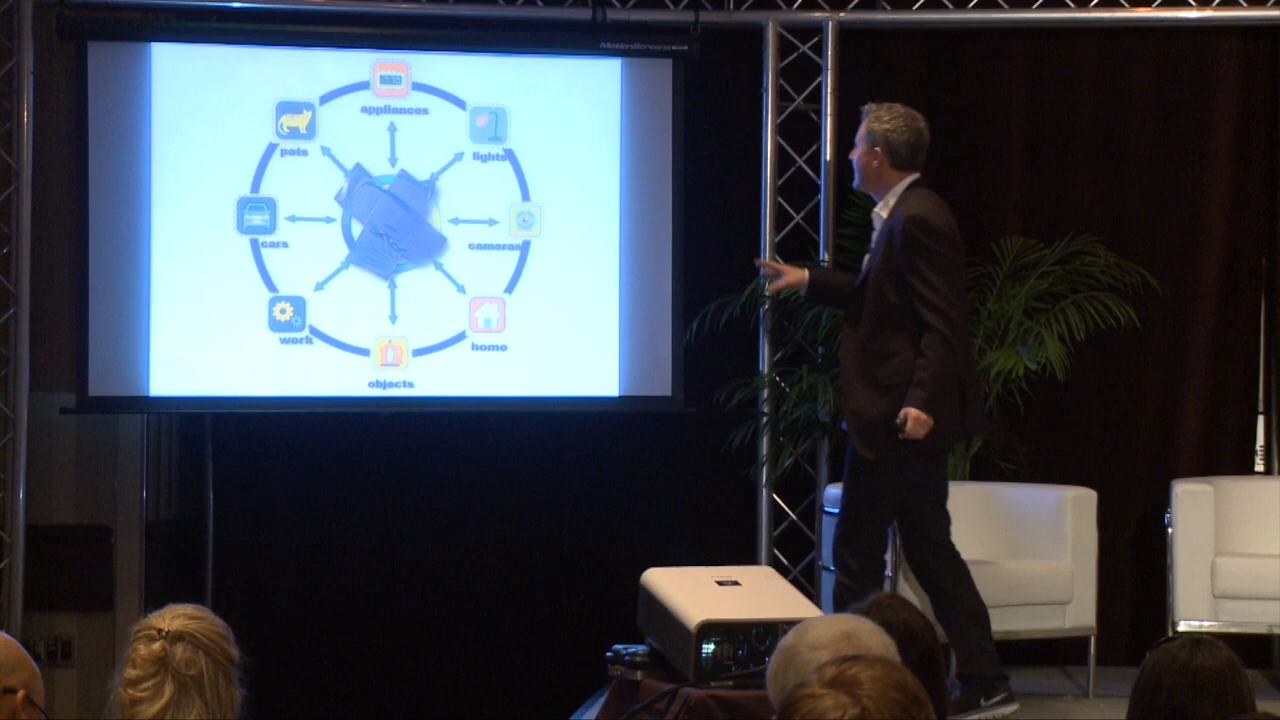 appliances
pets
lights
cars
cameras
work
home
objects